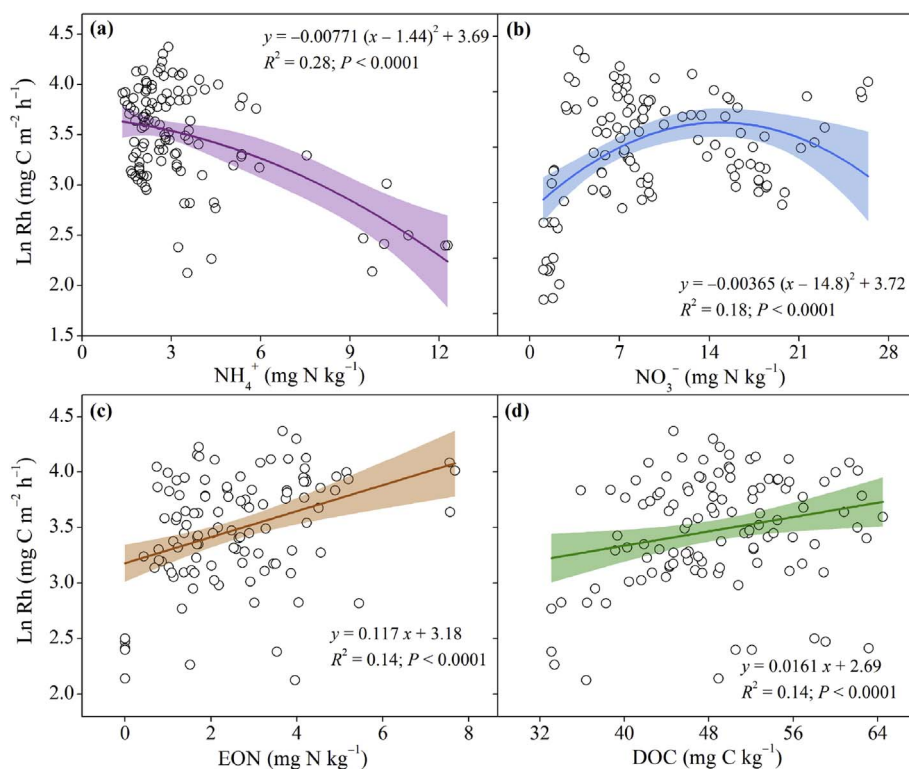 (a)
y = –0.00771 (x – 1.44)² + 3.69
R² = 0.28; P < 0.0001
4.5
4.0
3.5
3.0
2.5
2.0
1.5
Ln Rh (mg C m⁻² h⁻¹)
0 3 6 9 12
NH₄⁺ (mg N kg⁻¹)
(b)
y = –0.00365 (x – 14.8)² + 3.72
R² = 0.18; P < 0.0001
0 7 14 21 28
NO₃⁻ (mg N kg⁻¹)
(c)
4.5
4.0
3.5
3.0
2.5
2.0
Ln Rh (mg C m⁻² h⁻¹)
y = 0.117 x + 3.18
R² = 0.14; P < 0.0001
0 2 4 6 8
EON (mg N kg⁻¹)
(d)
y = 0.0161 x + 2.69
R² = 0.14; P < 0.0001
32 40 48 56 64
DOC (mg C kg⁻¹)